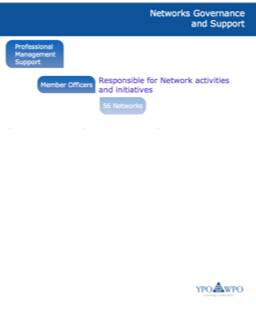 Networks Governance
and Support
Professional
Management
Support
Member Officers
Responsible for Network activities
and initiatives
56 Networks
YPO WPO